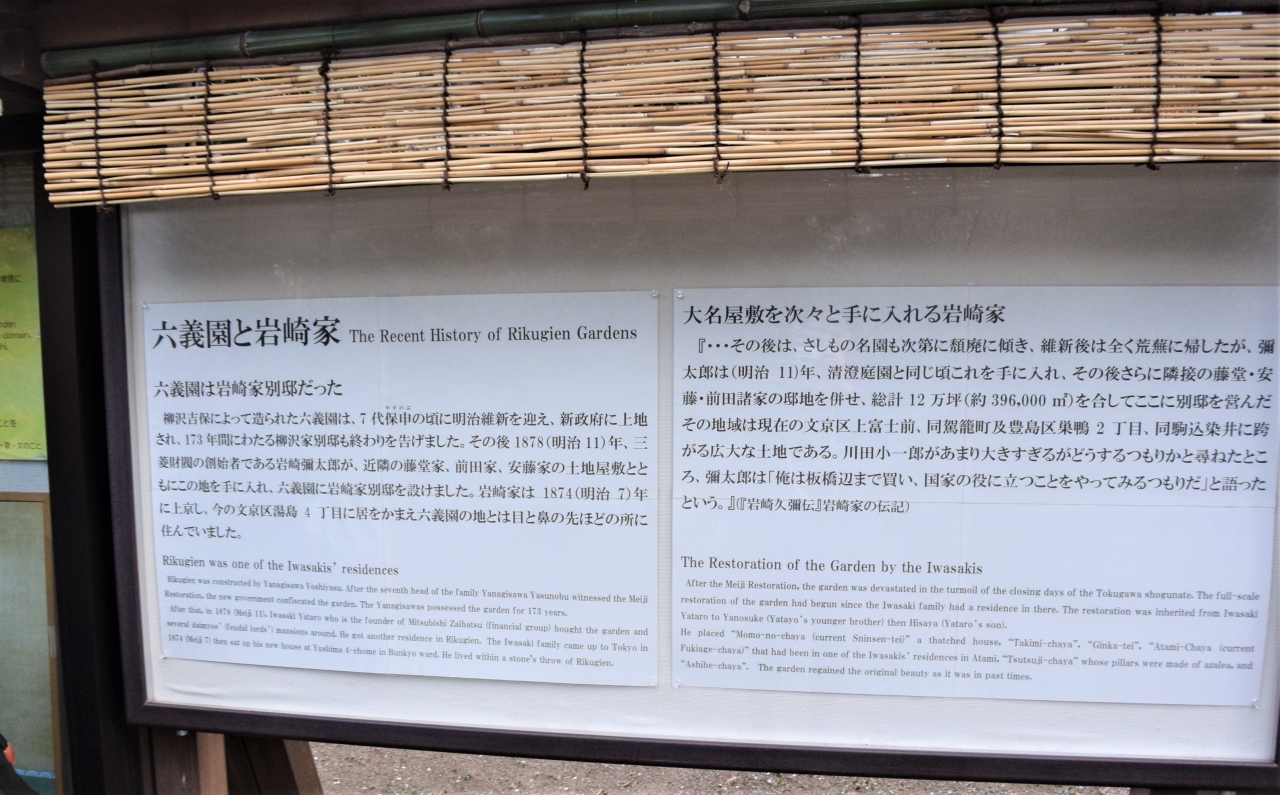 六義園と岩崎家 The Recent History of Rikugien Gardens
六義園は岩崎家別邸だった
やすのぶ
柳沢吉保によって造られた六義園は、7 代保申の頃に明治維新を迎え、新政府に土地
され、173 年間にわたる柳沢家別邸も終わりを告げました。その後 1878(明治 11)年、三
菱財閥の創始者である岩崎彌太郎が、近隣の藤堂家、前田家、安藤家の土地屋敷とと
もにこの地を手に入れ、六義園に岩崎家別邸を設けました。岩崎家は 1874(明治 7)年
に上京し、今の文京区湯島 4 丁目に居をかまえ六義園の地とは目と鼻の先ほどの所に
住んでいました。
Rikugien was one of the Iwasakis' residences
Rikugien was constructed by Yanagisawa Yoshiyasu. After the seventh head of the family Yanagisawa Yasunobu witnessed the Meiji
Restoration, the new government confiscated the garden. The Yanagisawas possessed the garden for 173 years.
After that, in 1878 (Meiji 11), Iwasaki Yataro who is the founder of Mitsubishi Zaibatsu (financial group) bought the garden and
several daimyos' ("feudal lords") mansions around. He got another residence in Rikugien. The Iwasaki family came up to Tokyo in
1874 (Meiji 7) then sat up his new house at Yushima 4-chome in Bunkyo ward. He lived within a stone's throw of Rikugien.
大名屋敷を次々と手に入れる岩崎家
『・・・その後は、さしもの名園も次第に頽廃に傾き、維新後は全く荒蕪に帰したが、彌
太郎は(明治 11)年、清澄庭園と同じ頃これを手に入れ、その後さらに隣接の藤堂・安
藤・前田諸家の邸地を併せ、総計 12 万坪(約 396,000 ㎡)を合してここに別邸を営んだ
その地域は現在の文京区上富士前、同駕籠町及豊島区巣鴨 2 丁目、同駒込染井に跨
がる広大な土地である。川田小一郎があまり大きすぎるがどうするつもりかと尋ねたとこ
ろ、彌太郎は「俺は板橋辺まで買い、国家の役に立つことをやってみるつもりだ」と語った
という。』(『岩崎久彌伝』岩崎家の伝記)
The Restoration of the Garden by the Iwasakis
After the Meiji Restoration, the garden was devastated in the turmoil of the closing days of the Tokugawa shogunate. The full-scale
restoration of the garden had begun since the Iwasaki family had a residence in there. The restoration was inherited from Iwasaki
Yataro to Yanosuke (Yatayo's younger brother) then Hisaya (Yataro's son).
He placed "Momo-no-chaya (current Sninsen-tei)" a thatched house, "Takimi-chaya", "Ginka-tei", "Atami-Chaya (current
Fukiage-chaya)" that had been in one of the Iwasakis' residences in Atami, "Tsutsuji-chaya" whose pillars were made of azalea, and
"Ashibe-chaya". The garden regained the original beauty as it was in past times.